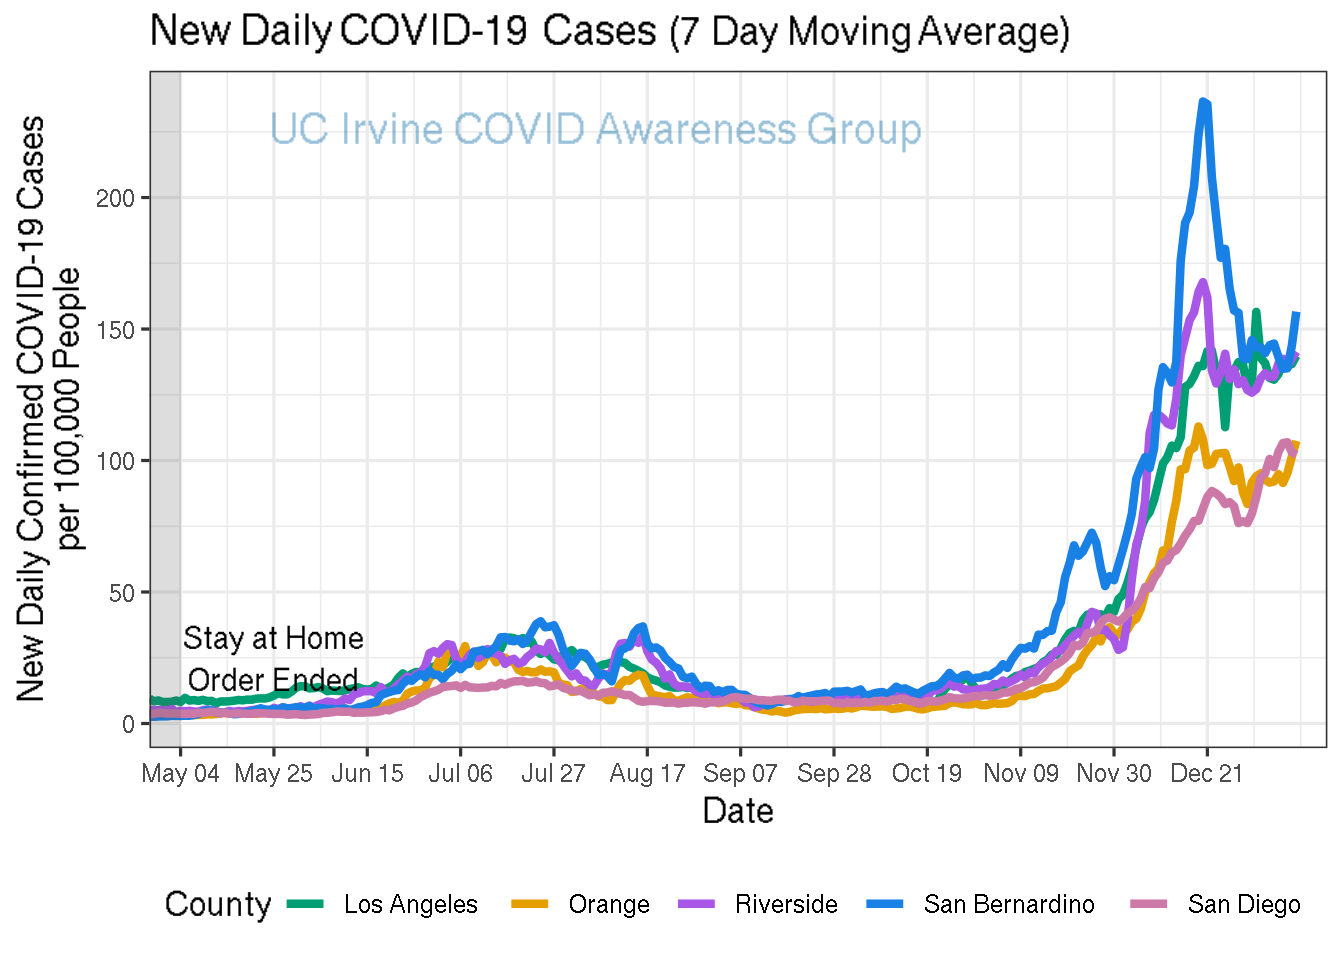 New Daily COVID-19 Cases (7 Day Moving Average)
UC Irvine COVID Awareness Group
New Daily Confirmed COVID-19 Cases
per 100,000 People
200
150
100
50
0
Stay at Home
Order Ended
May 04 May 25 Jun 15 Jul 06 Jul 27 Aug 17 Sep 07 Sep 28 Oct 19 Nov 09 Nov 30 Dec 21
Date
County Los Angeles Orange Riverside San Bernardino San Diego